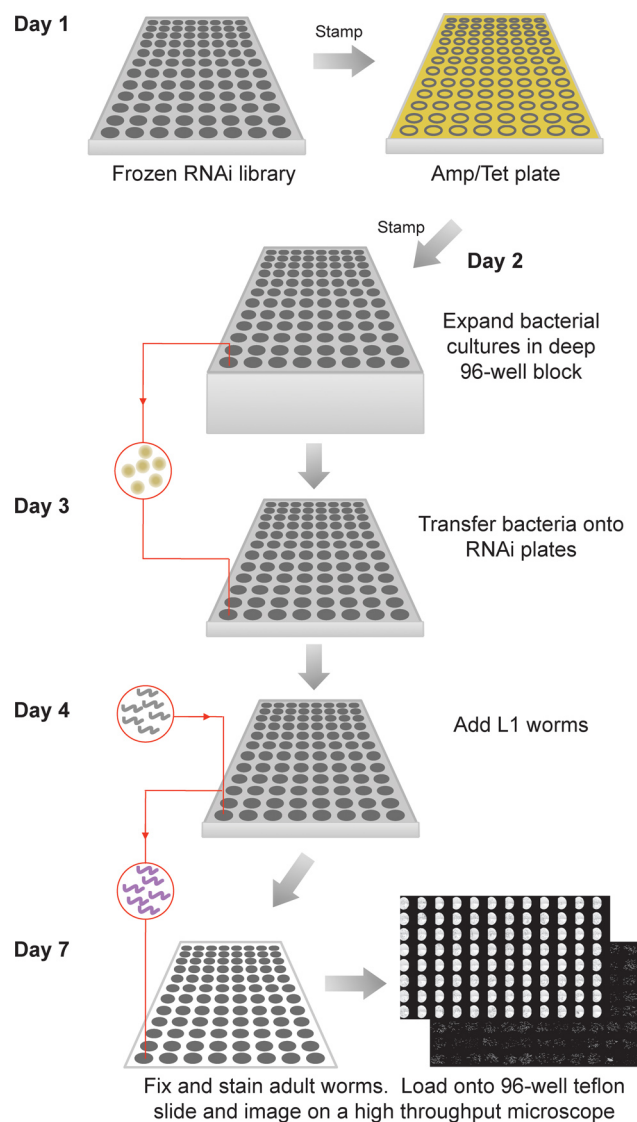 Day 1
Stamp
Frozen RNAi library
Amp/Tet plate
Stamp
Day 2
Expand bacterial
cultures in deep
96-well block
Day 3
Transfer bacteria onto
RNAi plates
Day 4
Add L1 worms
Day 7
Fix and stain adult worms. Load onto 96-well teflon
slide and image on a high throughput microscope